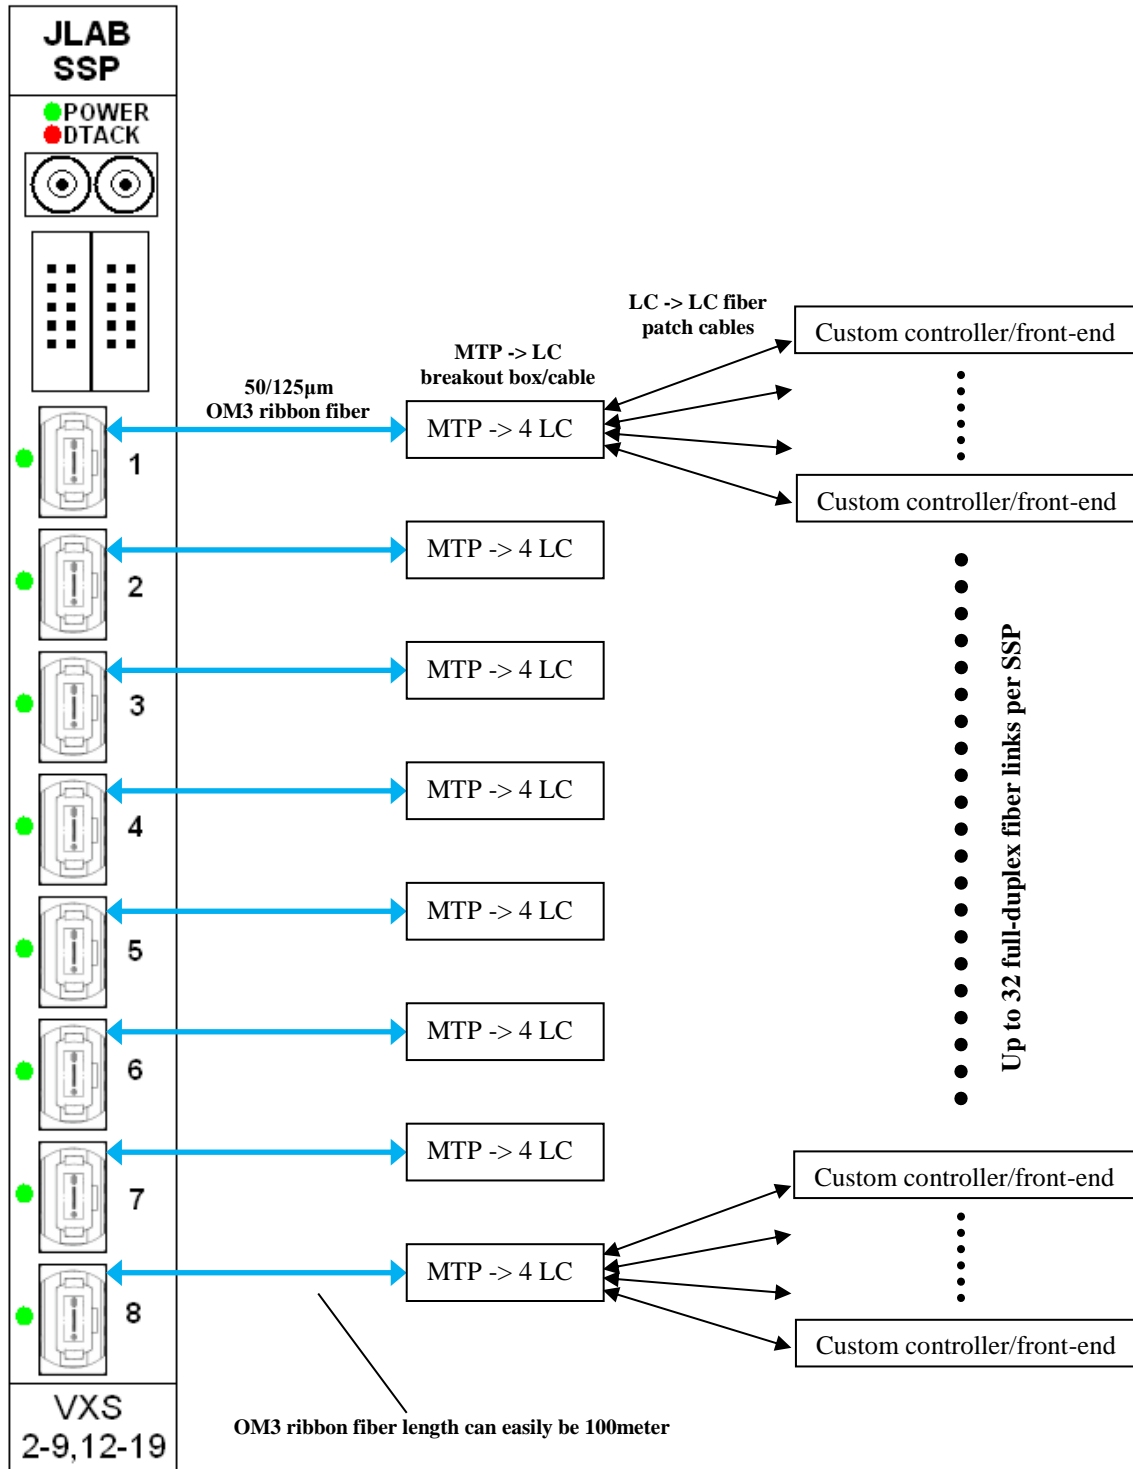 JLAB
SSP
POWER
DTACK
LC -> LC fiber
patch cables
Custom controller/front-end
MTP -> LC
breakout box/cable
50/125µm
OM3 ribbon fiber
MTP -> 4 LC
1
Custom controller/front-end
MTP -> 4 LC
2
MTP -> 4 LC
3
Up to 32 full-duplex fiber links per SSP
MTP -> 4 LC
4
MTP -> 4 LC
5
MTP -> 4 LC
6
MTP -> 4 LC
7
Custom controller/front-end
MTP -> 4 LC
8
Custom controller/front-end
VXS
2-9,12-19
OM3 ribbon fiber length can easily be 100meter